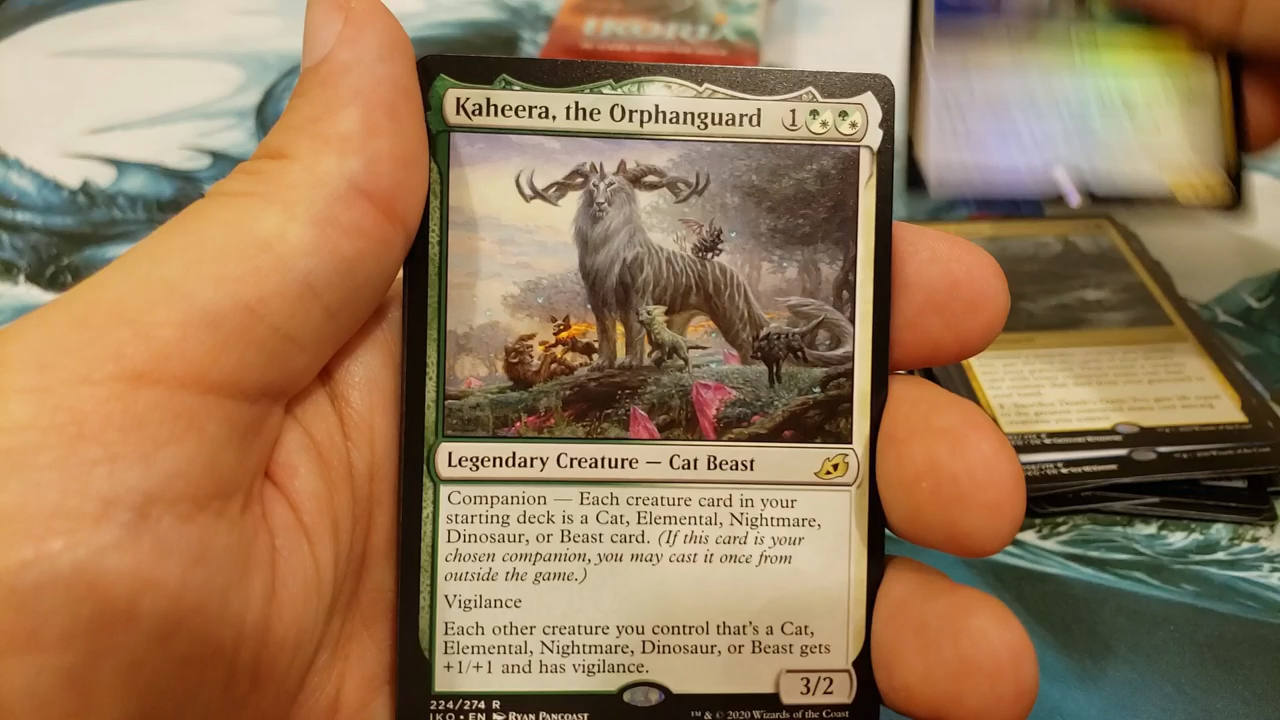 IKORIA
Kaheera, the Orphanguard 1
Legendary Creature — Cat Beast
Companion — Each creature card in your
starting deck is a Cat, Elemental, Nightmare,
Dinosaur, or Beast card. (If this card is your
chosen companion, you may cast it once from
outside the game.)
Vigilance
Each other creature you control that's a Cat,
Elemental, Nightmare, Dinosaur, or Beast gets
+1/+1 and has vigilance.
3/2
224/274 R
IKO • EN Ryan Pancoast
™ & © 2020 Wizards of the Coast